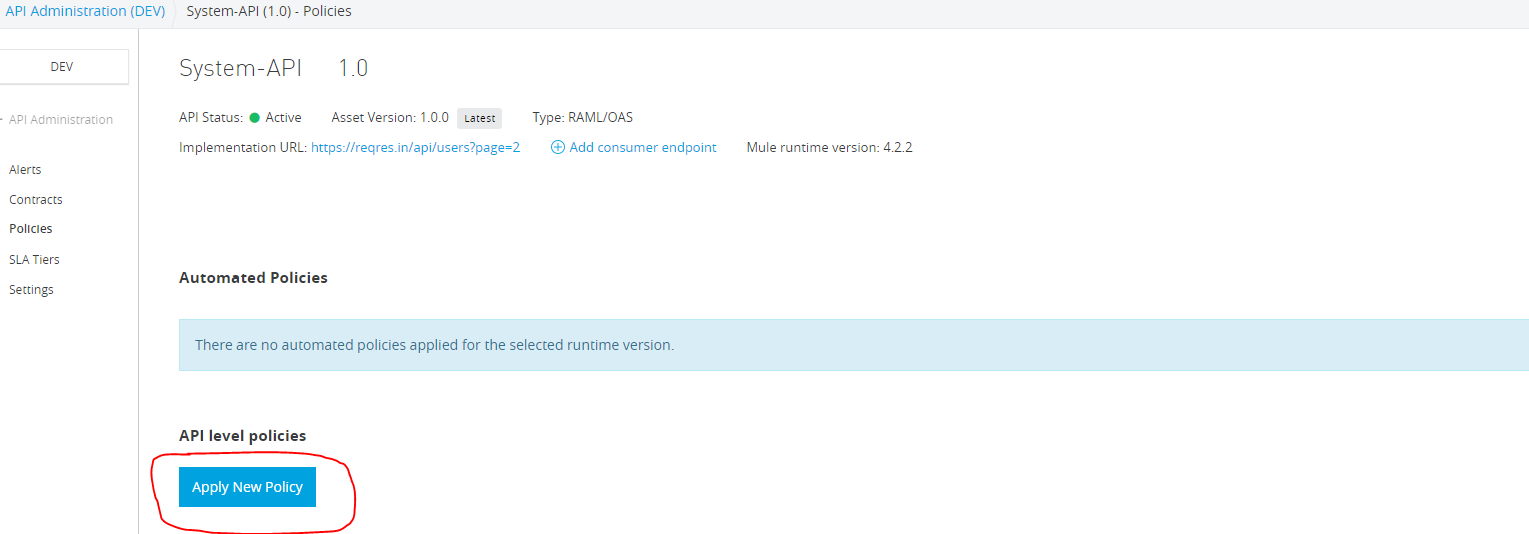 API Administration (DEV) System-API (1.0) - Policies
DEV
System-API 1.0
API Administration
API Status: Active Asset Version: 1.0.0 Latest Type: RAML/OAS
Implementation URL: https://reqres.in/api/users?page=2 Add consumer endpoint Mule runtime version: 4.2.2
Alerts
Contracts
Policies
SLA Tiers
Settings
Automated Policies
There are no automated policies applied for the selected runtime version.
API level policies
Apply New Policy